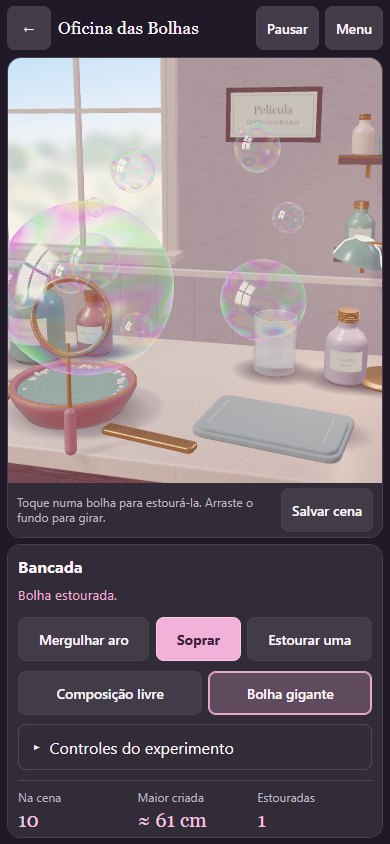 ←
Oficina das Bolhas
Pausar
Menu
Película
Toque numa bolha para estourá-la. Arraste o
fundo para girar.
Salvar cena
Bancada
Bolha estourada.
Mergulhar aro
Soprar
Estourar uma
Composição livre
Bolha gigante
▸ Controles do experimento
Na cena
Maior criada
Estouradas
10
≈ 61 cm
1